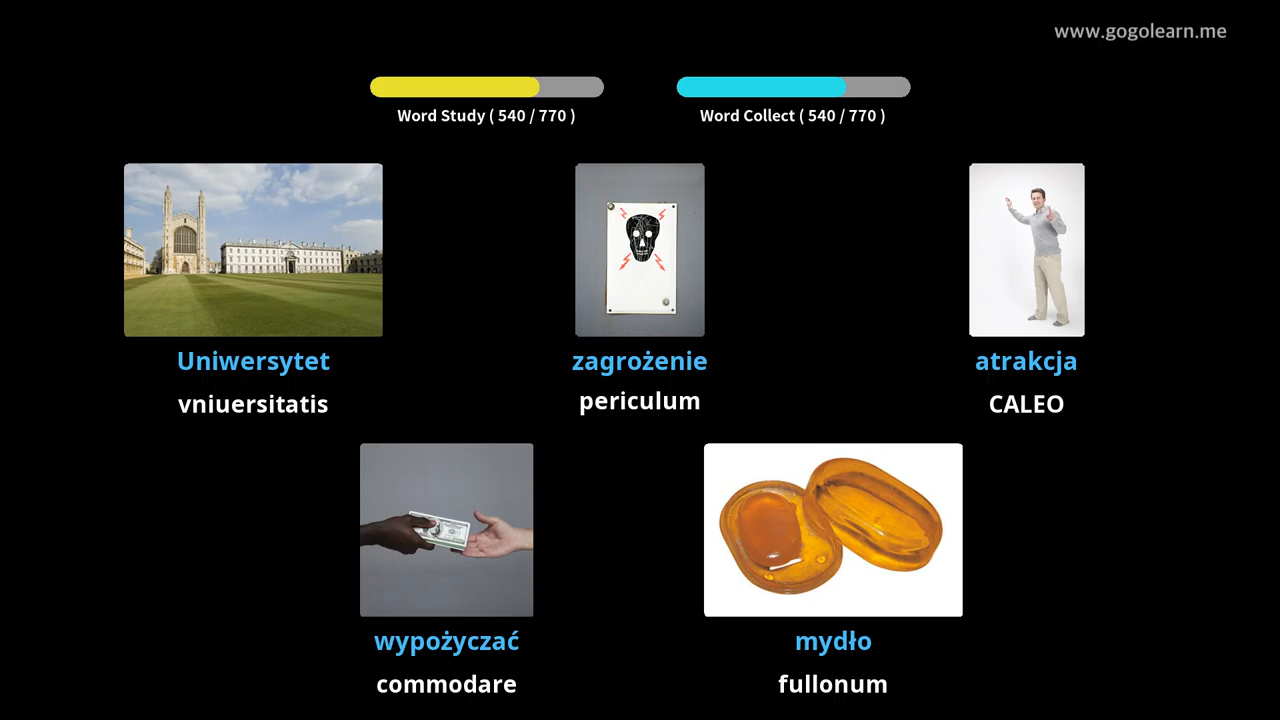 www.gogolearn.me
Word Study ( 540 / 770 )
Word Collect ( 540 / 770 )
Uniwersytet
vniuersitatis
zagrożenie
periculum
atrakcja
CALEO
wypożyczać
commodare
mydło
fullonum